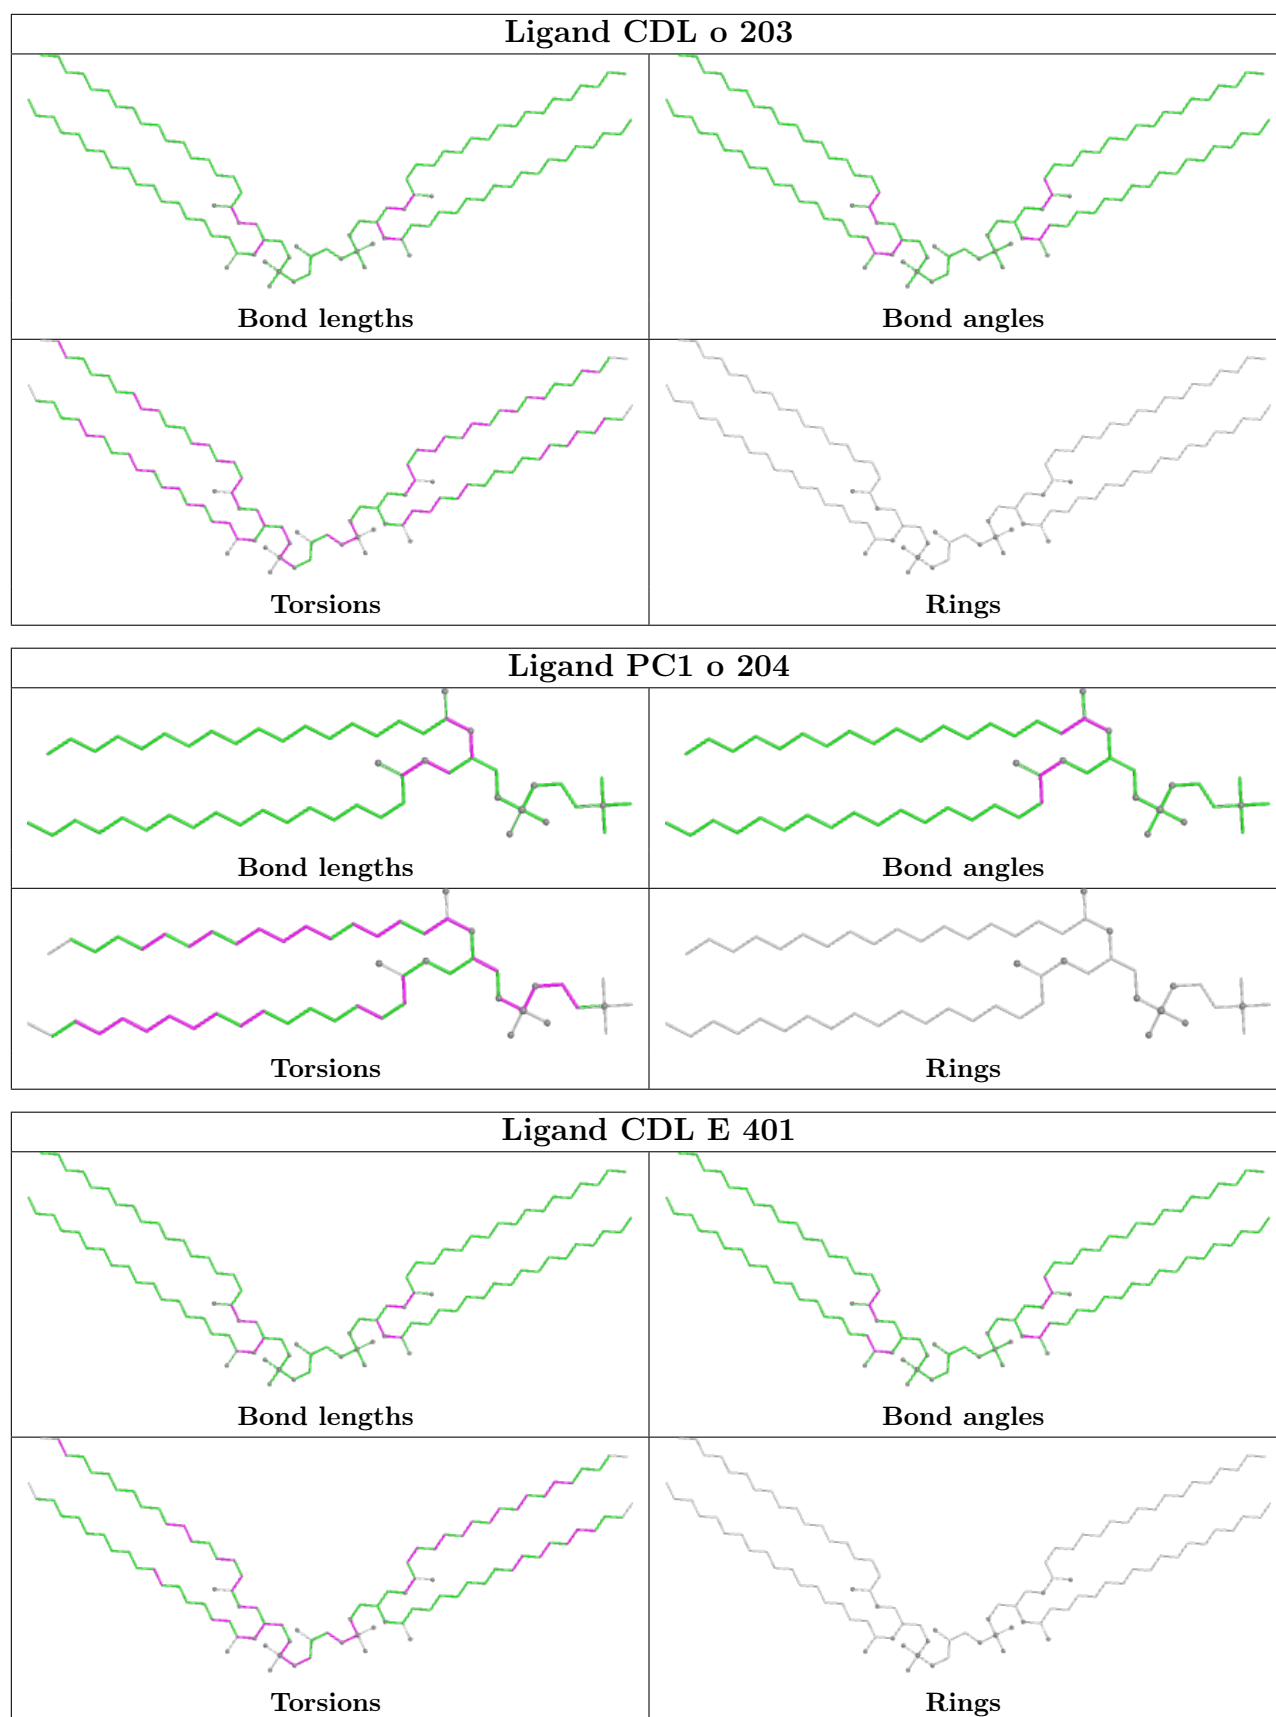 Ligand CDL o 203
Bond lengths
Bond angles
Torsions
Rings
Ligand PC1 o 204
Bond lengths
Bond angles
Torsions
Rings
Ligand CDL E 401
Bond lengths
Bond angles
Torsions
Rings